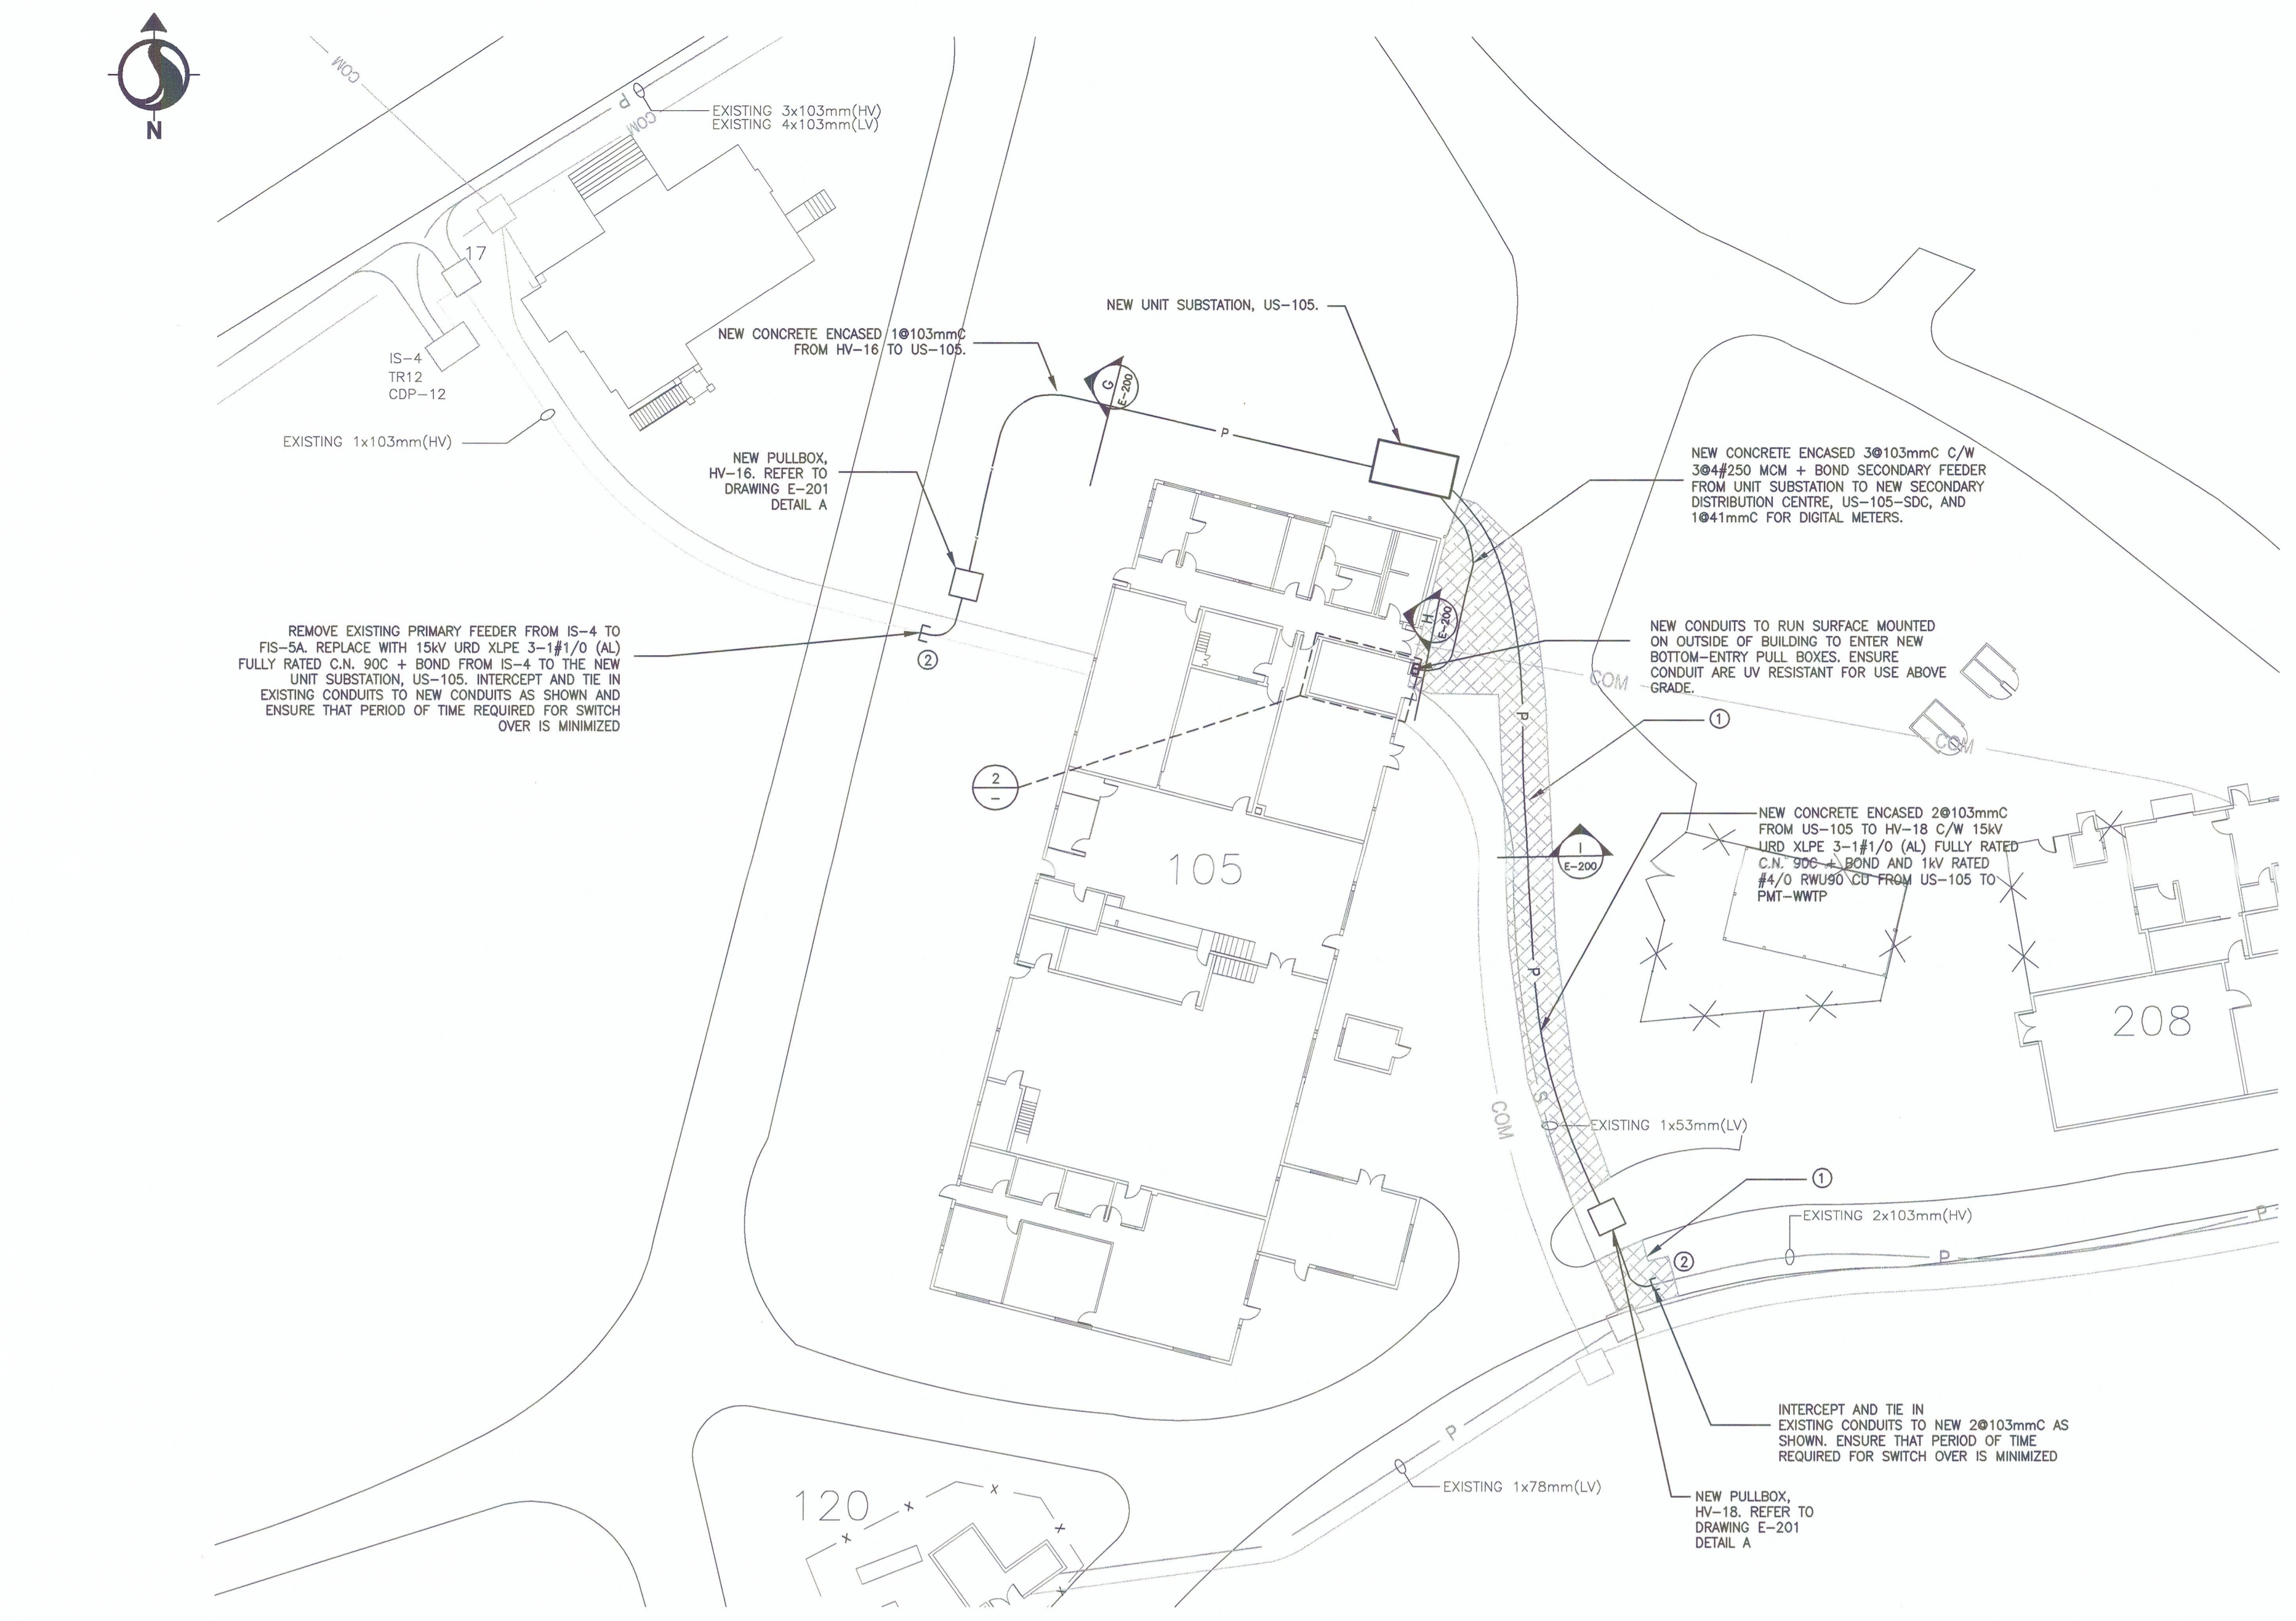 N
COM
P
COM
EXISTING 3x103mm(HV)
EXISTING 4x103mm(LV)
17
IS-4
TR12
CDP-12
EXISTING 1x103mm(HV)
NEW UNIT SUBSTATION, US-105.
NEW CONCRETE ENCASED 1@103mmC
FROM HV-16 TO US-105.
G
E-200
P
NEW PULLBOX,
HV-16. REFER TO
DRAWING E-201
DETAIL A
NEW CONCRETE ENCASED 3@103mmC C/W
3@4#250 MCM + BOND SECONDARY FEEDER
FROM UNIT SUBSTATION TO NEW SECONDARY
DISTRIBUTION CENTRE, US-105-SDC, AND
1@41mmC FOR DIGITAL METERS.
REMOVE EXISTING PRIMARY FEEDER FROM IS-4 TO
FIS-5A. REPLACE WITH 15kV URD XLPE 3-1#1/0 (AL)
FULLY RATED C.N. 90C + BOND FROM IS-4 TO THE NEW
UNIT SUBSTATION, US-105. INTERCEPT AND TIE IN
EXISTING CONDUITS TO NEW CONDUITS AS SHOWN AND
ENSURE THAT PERIOD OF TIME REQUIRED FOR SWITCH
OVER IS MINIMIZED
2
H
E-200
NEW CONDUITS TO RUN SURFACE MOUNTED
ON OUTSIDE OF BUILDING TO ENTER NEW
BOTTOM-ENTRY PULL BOXES. ENSURE
CONDUIT ARE UV RESISTANT FOR USE ABOVE
GRADE.
COM
P
1
COM
2
-
NEW CONCRETE ENCASED 2@103mmC
FROM US-105 TO HV-18 C/W 15kV
URD XLPE 3-1#1/0 (AL) FULLY RATED
C.N. 90C + BOND AND 1kV RATED
#4/0 RWU90 CU FROM US-105 TO
PMT-WWTP
I
E-200
105
P
208
S
COM
EXISTING 1x53mm(LV)
1
EXISTING 2x103mm(HV)
P
2
P
INTERCEPT AND TIE IN
EXISTING CONDUITS TO NEW 2@103mmC AS
SHOWN. ENSURE THAT PERIOD OF TIME
REQUIRED FOR SWITCH OVER IS MINIMIZED
P
EXISTING 1x78mm(LV)
NEW PULLBOX,
HV-18. REFER TO
DRAWING E-201
DETAIL A
120